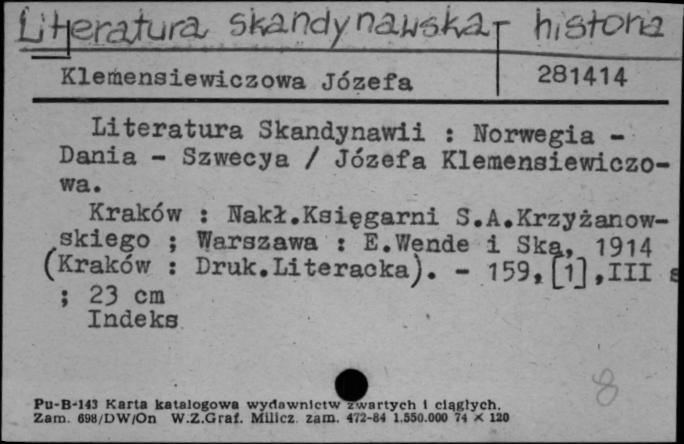 Literatura skandynawska - historia
Klemensiewiczowa Józefa 281414
Literatura Skandynawii : Norwegia -
Dania - Szwecya / Józefa Klemensiewiczo-
wa.
Kraków : Nakł.Księgarni S.A.Krzyżanow-
skiego ; Warszawa : E.Wende i Ska, 1914
(Kraków : Druk.Literacka). - 159,[1],III s
; 23 cm
Indeks
8
Pu-B-143 Karta katalogowa wydawnictw zwartych i ciągłych.
Zam. 698/DW/On W.Z.Graf. Milicz. zam. 472-84 1.550.000 74 × 120